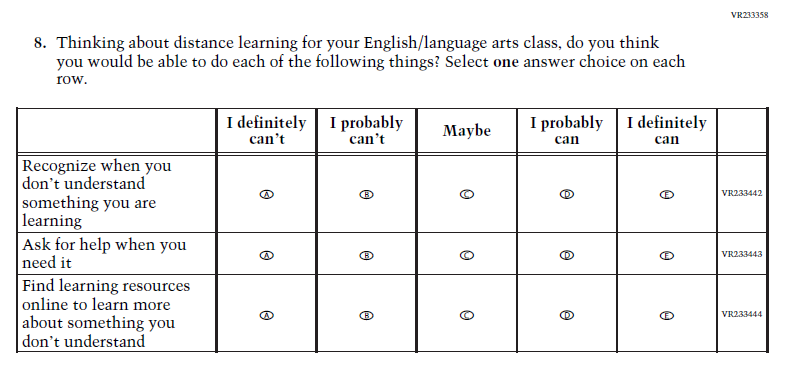 VR233358
8. Thinking about distance learning for your English/language arts class, do you think
you would be able to do each of the following things? Select one answer choice on each
row.
I definitely can't I probably can't Maybe I probably can I definitely can
Recognize when you
don't understand
something you are
learning
A B C D E VR233442
Ask for help when you
need it
A B C D E VR233443
Find learning resources
online to learn more
about something you
don't understand
A B C D E VR233444